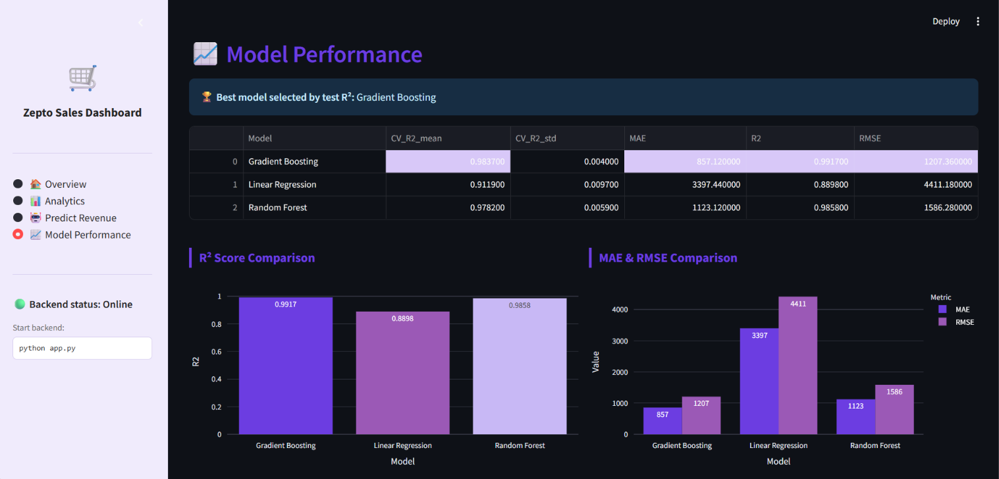 Deploy
Zepto Sales Dashboard
Overview
Analytics
Predict Revenue
Model Performance
Backend status: Online
Start backend:
python app.py
Model Performance
Best model selected by test R²: Gradient Boosting
Model CV_R2_mean CV_R2_std MAE R2 RMSE
0 Gradient Boosting 0.983700 0.004000 857.120000 0.991700 1207.360000
1 Linear Regression 0.911900 0.009700 3397.440000 0.889800 4411.180000
2 Random Forest 0.978200 0.005900 1123.120000 0.985800 1586.280000
R² Score Comparison
R2
1
0.8
0.6
0.4
0.2
0
0.9917
0.8898
0.9858
Gradient Boosting Linear Regression Random Forest
Model
MAE & RMSE Comparison
Value
4000
3000
2000
1000
0
857
1207
3397
4411
1123
1586
Gradient Boosting Linear Regression Random Forest
Model
Metric
MAE
RMSE